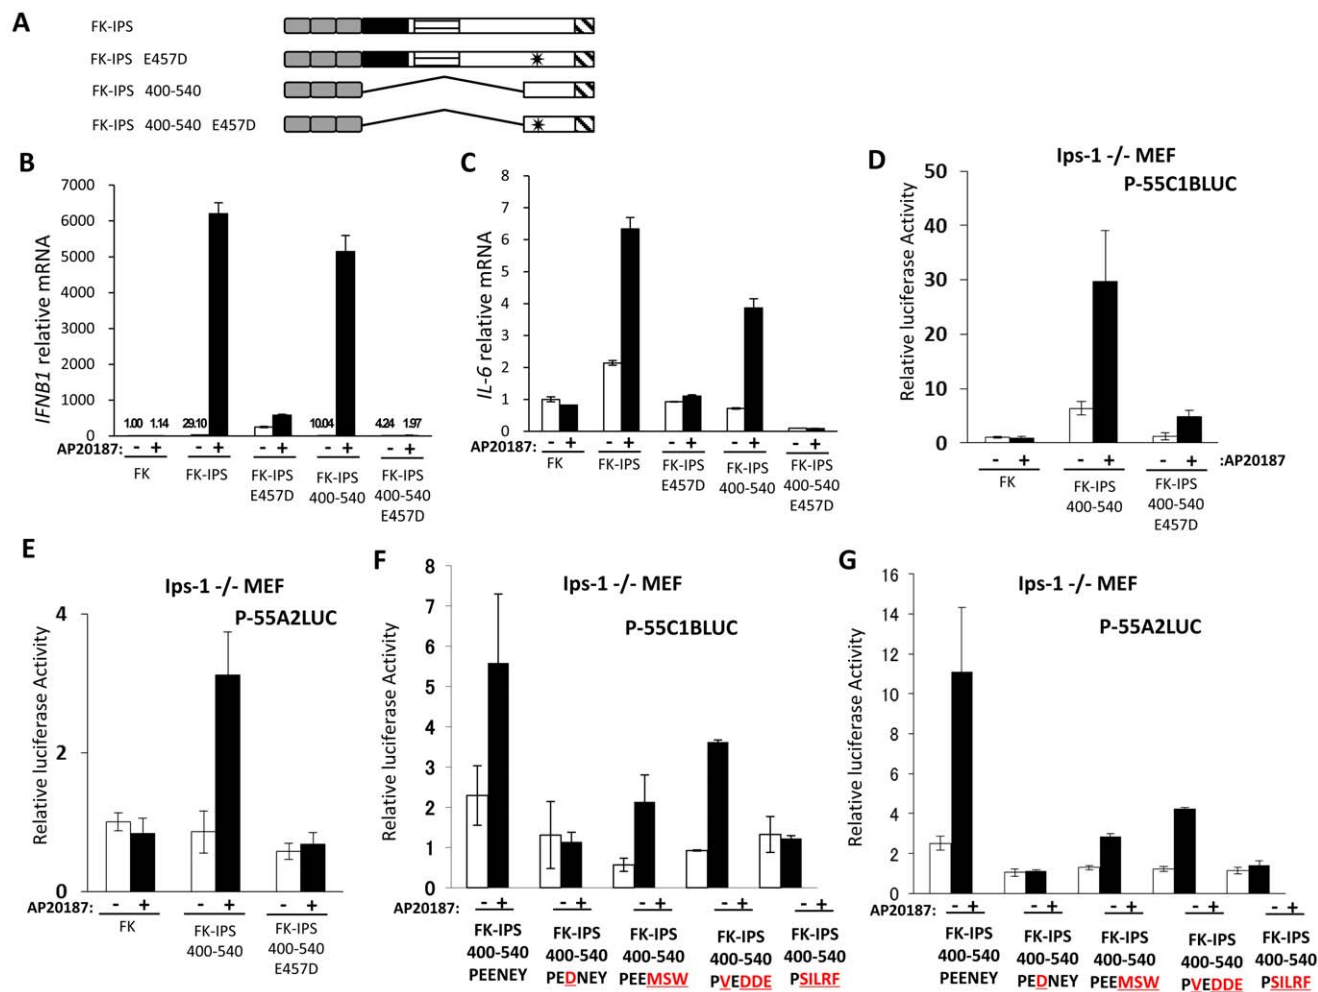 A
FK-IPS
FK-IPS E457D
FK-IPS 400-540
FK-IPS 400-540 E457D
B
IFNB1 relative mRNA
7000
6000
5000
4000
3000
2000
1000
0
1.00 1.14 29.10 10.04 4.24 1.97
AP20187: - + - + - + - + - +
FK
FK-IPS
FK-IPS
E457D
FK-IPS
400-540
FK-IPS
400-540
E457D
C
IL-6 relative mRNA
8
7
6
5
4
3
2
1
0
AP20187: - + - + - + - + - +
FK
FK-IPS
FK-IPS
E457D
FK-IPS
400-540
FK-IPS
400-540
E457D
D
Ips-1 -/- MEF
P-55C1BLUC
Relative luciferase Activity
50
40
30
20
10
0
- + - + - + :AP20187
FK
FK-IPS
400-540
FK-IPS
400-540
E457D
E
Ips-1 -/- MEF
P-55A2LUC
Relative luciferase Activity
4
2
0
AP20187: - + - + - +
FK
FK-IPS
400-540
FK-IPS
400-540
E457D
F
Ips-1 -/- MEF
P-55C1BLUC
Relative luciferase Activity
8
7
6
5
4
3
2
1
0
AP20187: - + - + - + - + - +
FK-IPS
400-540
PEENEY
FK-IPS
400-540
PEDNEY
FK-IPS
400-540
PEEMSW
FK-IPS
400-540
PVEDDE
FK-IPS
400-540
PSILRF
G
Ips-1 -/- MEF
P-55A2LUC
Relative luciferase Activity
16
14
12
10
8
6
4
2
0
AP20187: - + - + - + - + - +
FK-IPS
400-540
PEENEY
FK-IPS
400-540
PEDNEY
FK-IPS
400-540
PEEMSW
FK-IPS
400-540
PVEDDE
FK-IPS
400-540
PSILRF